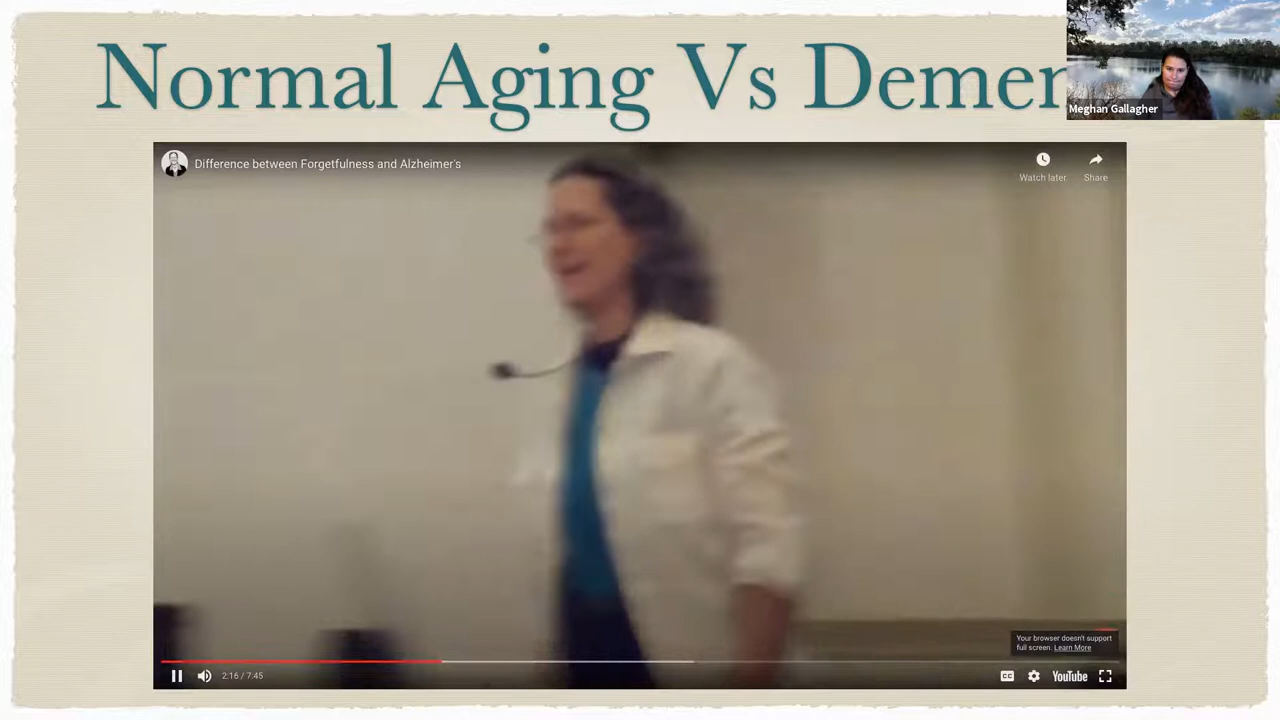 Normal Aging Vs Demen
Meghan Gallagher
Difference between Forgetfulness and Alzheimer's
Watch later
Share
Your browser doesn't support
full screen. Learn More
2:16 / 7:45
CC
YouTube